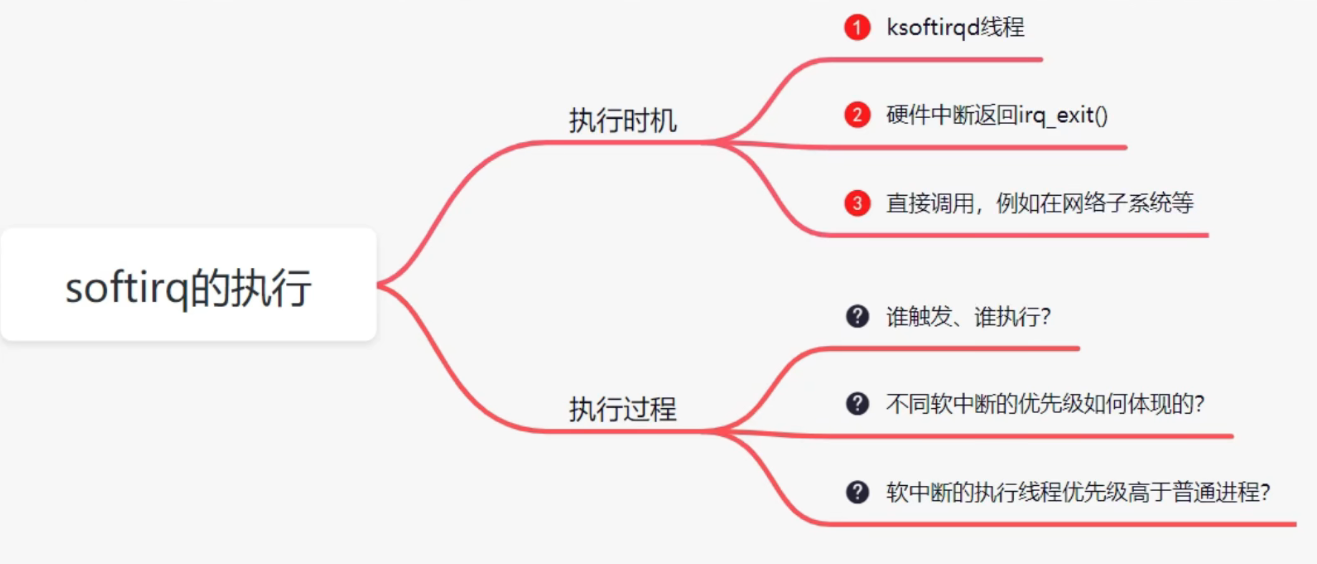 softirq的执行
执行时机
1 ksoftirqd线程
2 硬件中断返回irq_exit()
3 直接调用，例如在网络子系统等
执行过程
? 谁触发、谁执行？
? 不同软中断的优先级如何体现的？
? 软中断的执行线程优先级高于普通进程？